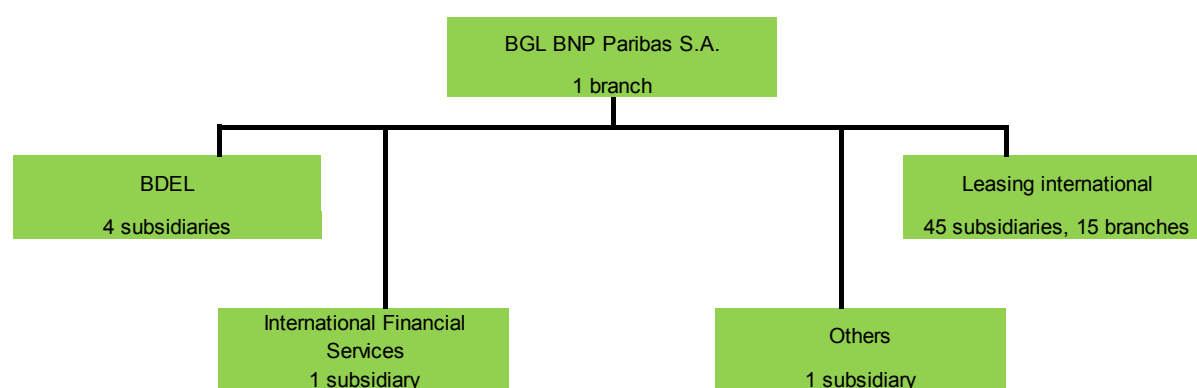 BGL BNP Paribas S.A.
1 branch
BDEL
4 subsidiaries
Leasing international
45 subsidiaries, 15 branches
International Financial
Services
1 subsidiary
Others
1 subsidiary